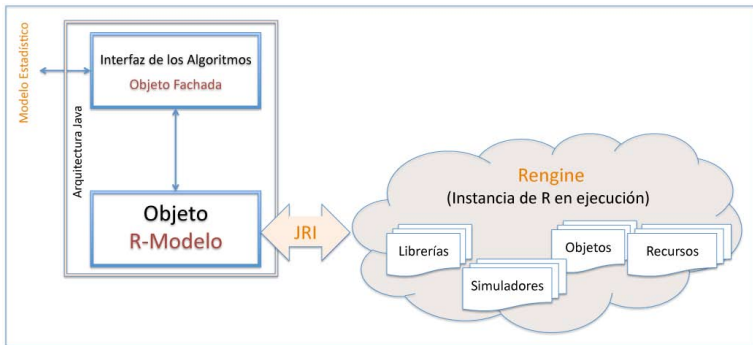 Modelo Estadístico
Arquitectura Java
Interfaz de los Algoritmos
Objeto Fachada
Objeto
R-Modelo
JRI
Rengine
(Instancia de R en ejecución)
Librerías
Simuladores
Objetos
Recursos